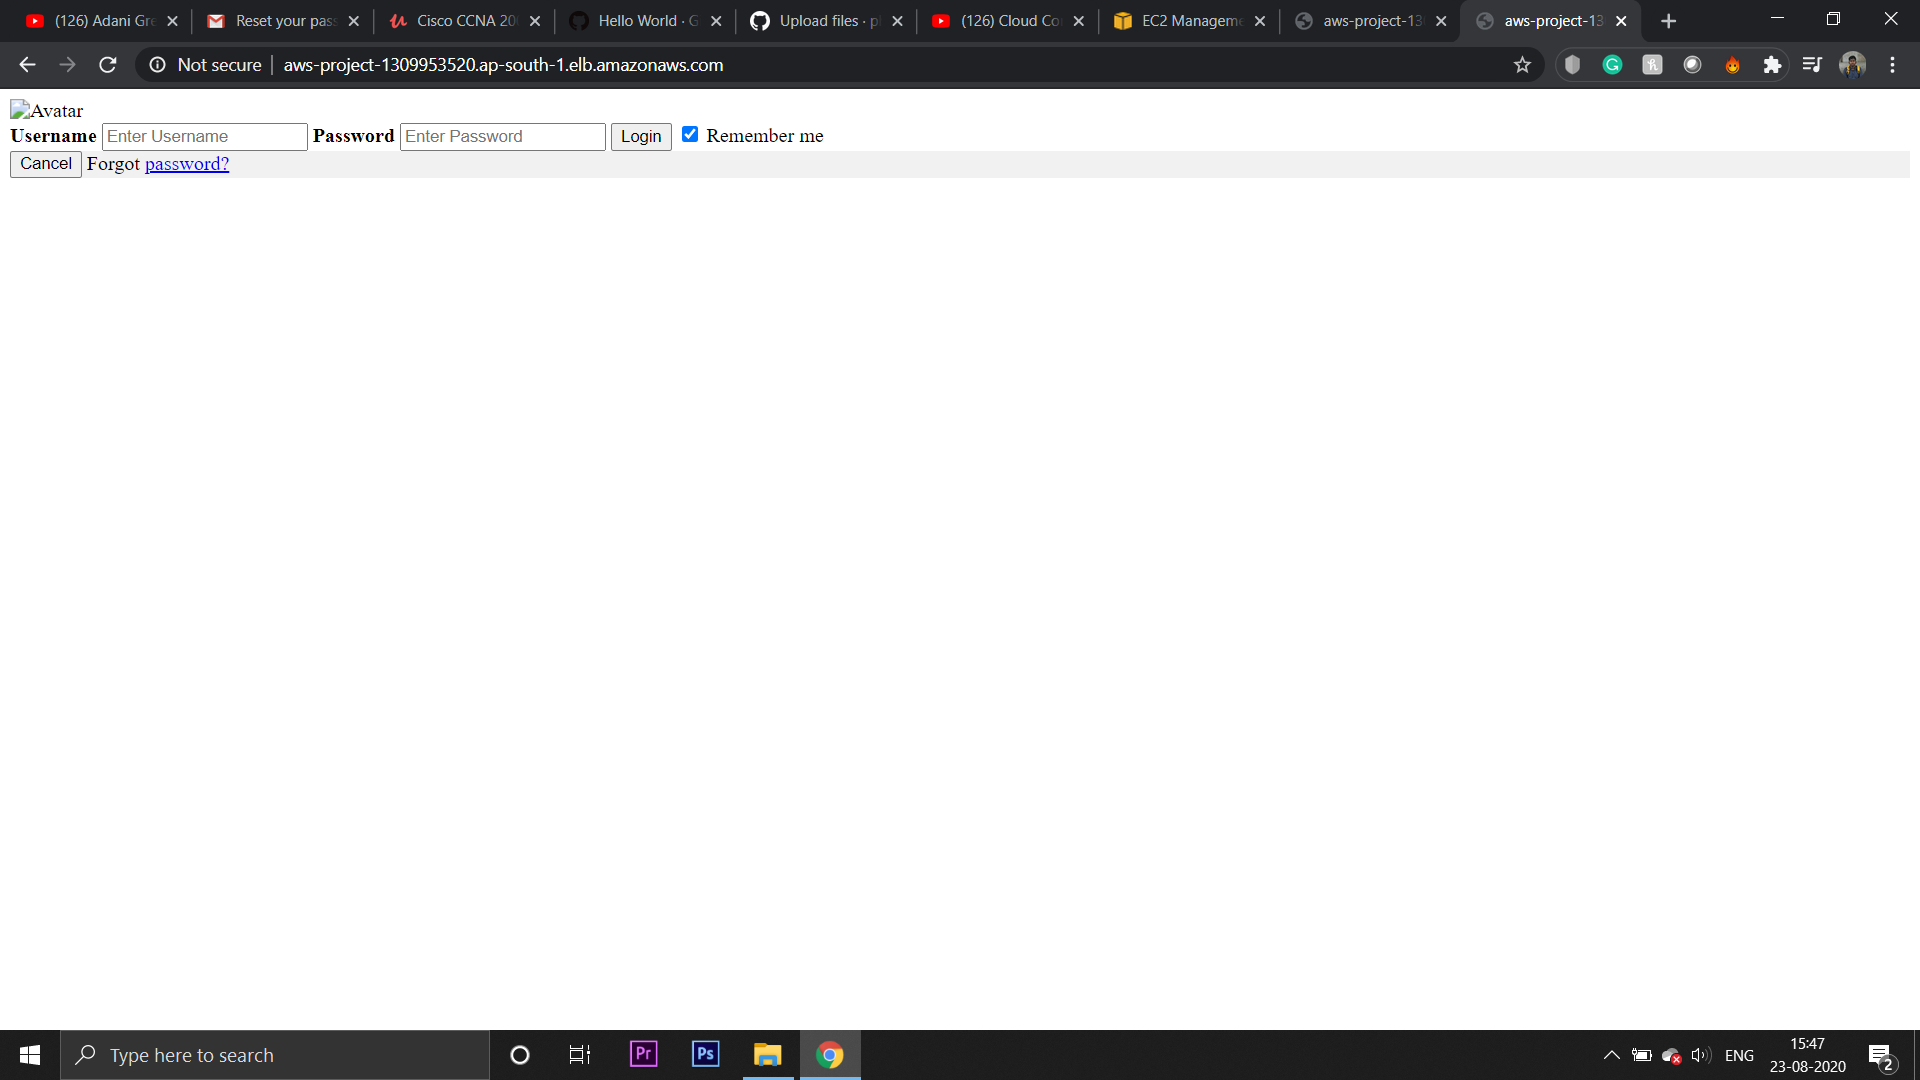 (126) Adani Gre
Reset your pass
Cisco CCNA 20
Hello World · G
Upload files · p
(126) Cloud Co
EC2 Manageme
aws-project-13
aws-project-13
Not secure
aws-project-1309953520.ap-south-1.elb.amazonaws.com
Avatar
Username Enter Username Password Enter Password Login Remember me
Cancel Forgot password?
Type here to search
Pr
Ps
ENG
15:47
23-08-2020
2